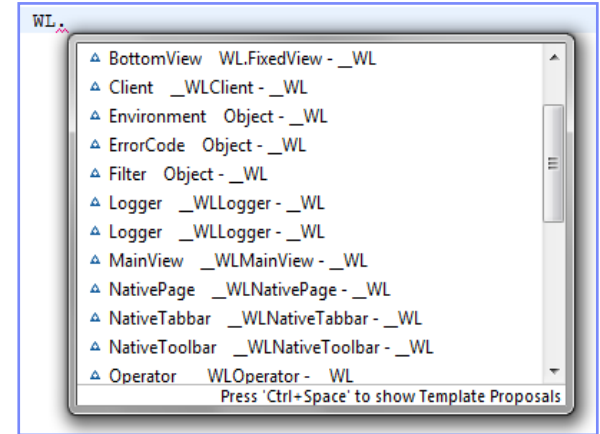 WL.
BottomView WL.FixedView - __WL
Client __WLClient - __WL
Environment Object - __WL
ErrorCode Object - __WL
Filter Object - __WL
Logger __WLLogger - __WL
Logger __WLLogger - __WL
MainView __WLMainView - __WL
NativePage __WLNativePage - __WL
NativeTabbar __WLNativeTabbar - __WL
NativeToolbar __WLNativeToolbar - __WL
Operator WLOperator - WL
Press 'Ctrl+Space' to show Template Proposals